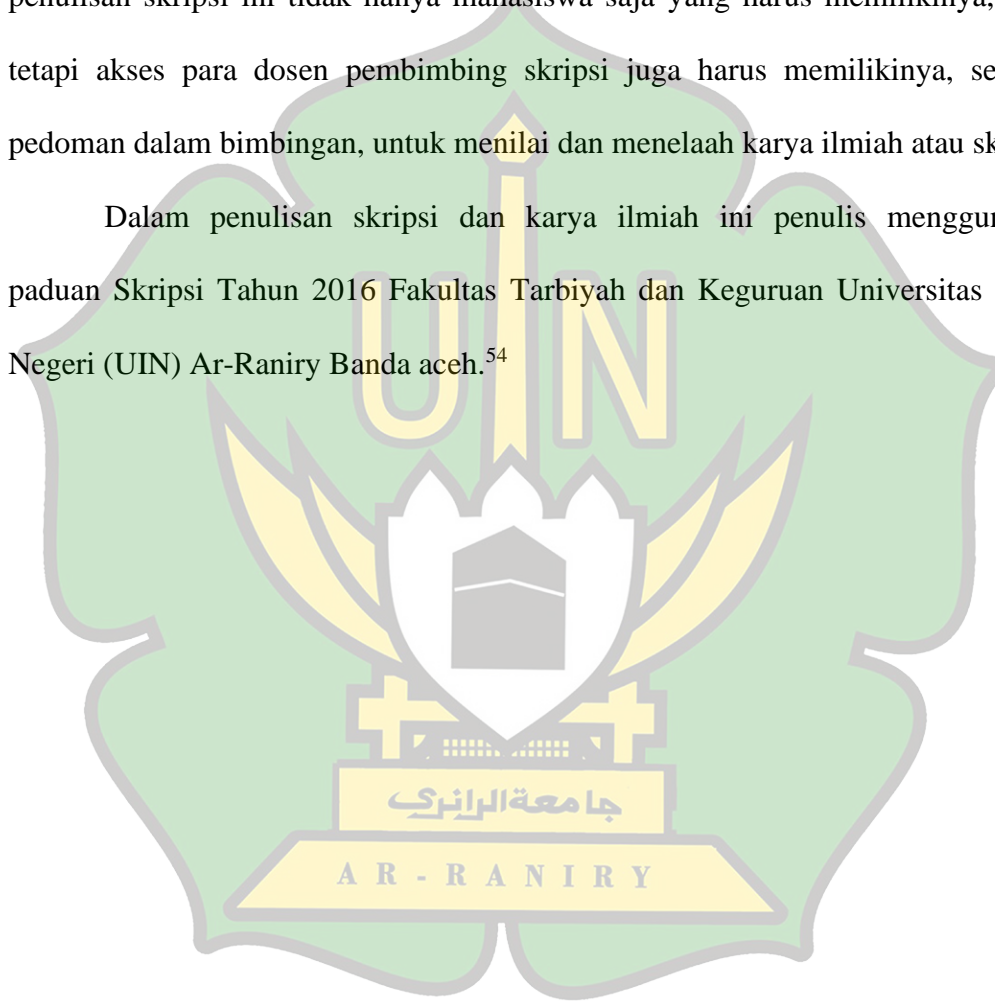 penulisan skripsi ini tidak hanya mahasiswa saja yang harus memilikinya,
tetapi akses para dosen pembimbing skripsi juga harus memilikinya, se
pedoman dalam bimbingan, untuk menilai dan menelaah karya ilmiah atau sk
Dalam penulisan skripsi dan karya ilmiah ini penulis menggun
paduan Skripsi Tahun 2016 Fakultas Tarbiyah dan Keguruan Universitas
Negeri (UIN) Ar-Raniry Banda aceh.54
UIN
جامعة الرانري
AR-RANIRY